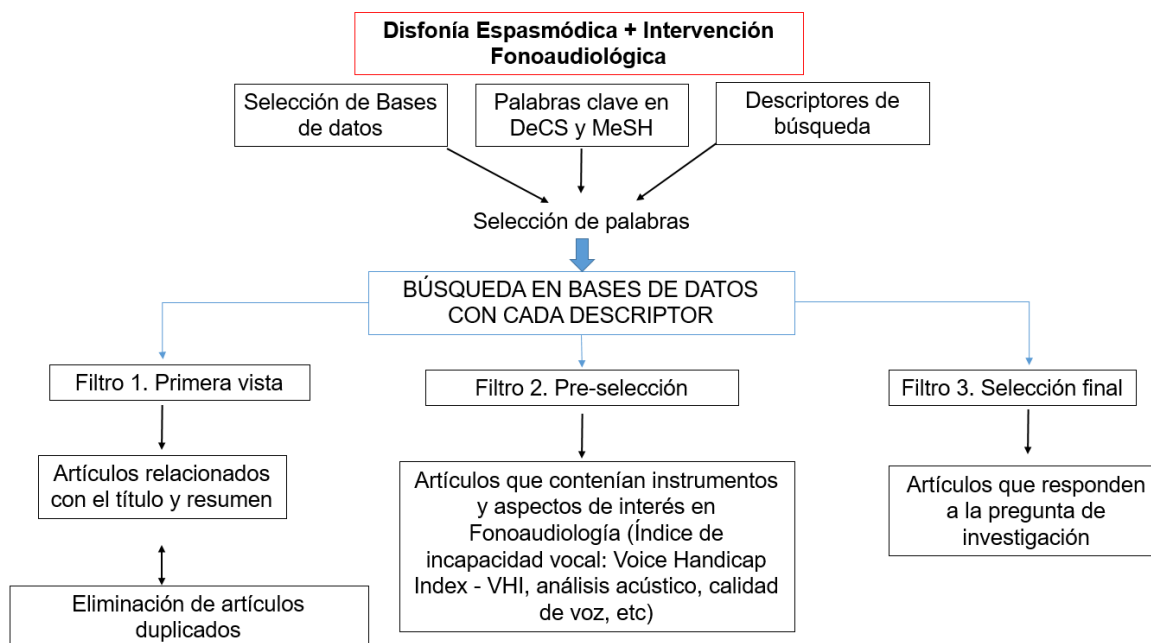 Disfonía Espasmódica + Intervención
Fonoaudiológica
Selección de Bases
de datos
Palabras clave en
DeCS y MeSH
Descriptores de
búsqueda
Selección de palabras
BÚSQUEDA EN BASES DE DATOS
CON CADA DESCRIPTOR
Filtro 1. Primera vista
Filtro 2. Pre-selección
Filtro 3. Selección final
Artículos relacionados
con el título y resumen
Artículos que contenían instrumentos
y aspectos de interés en
Fonoaudiología (Índice de
incapacidad vocal: Voice Handicap
Index - VHI, análisis acústico, calidad
de voz, etc)
Artículos que responden
a la pregunta de
investigación
Eliminación de artículos
duplicados